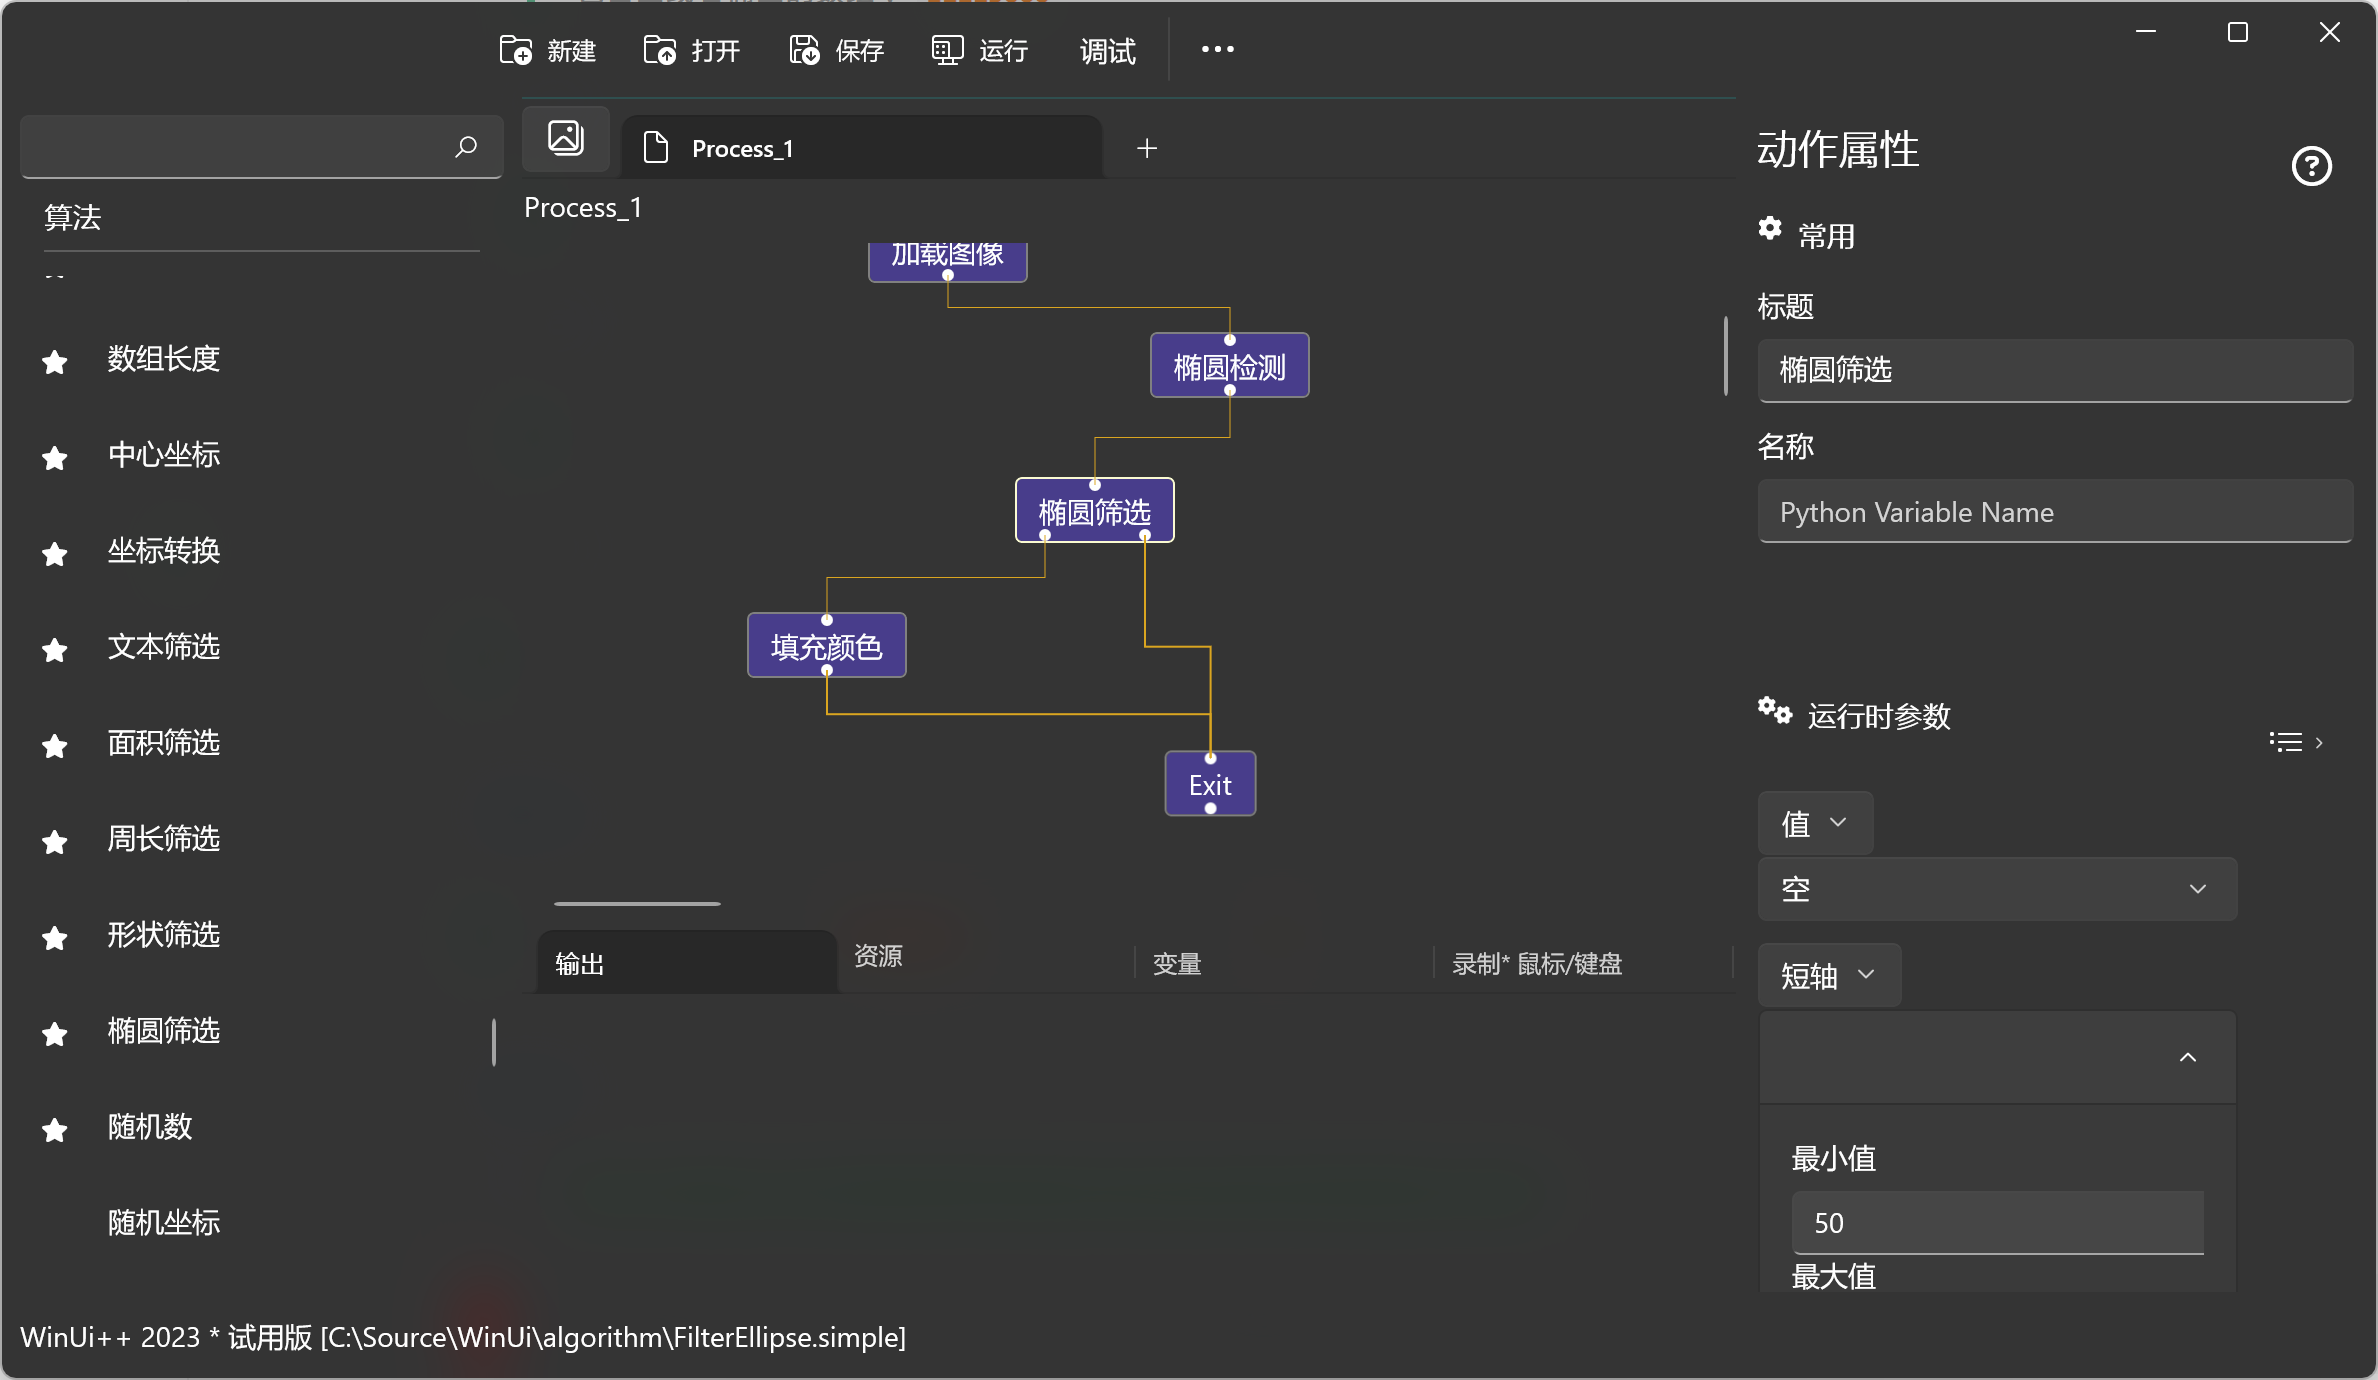 新建
打开
保存
运行
调试
Process_1
Process_1
算法
数组长度
中心坐标
坐标转换
文本筛选
面积筛选
周长筛选
形状筛选
椭圆筛选
随机数
随机坐标
加载图像
椭圆检测
椭圆筛选
填充颜色
Exit
输出
资源
变量
录制* 鼠标/键盘
动作属性
常用
标题
椭圆筛选
名称
Python Variable Name
运行时参数
值
空
短轴
最小值
50
最大值
WinUi++ 2023 * 试用版 [C:\Source\WinUi\algorithm\FilterEllipse.simple]